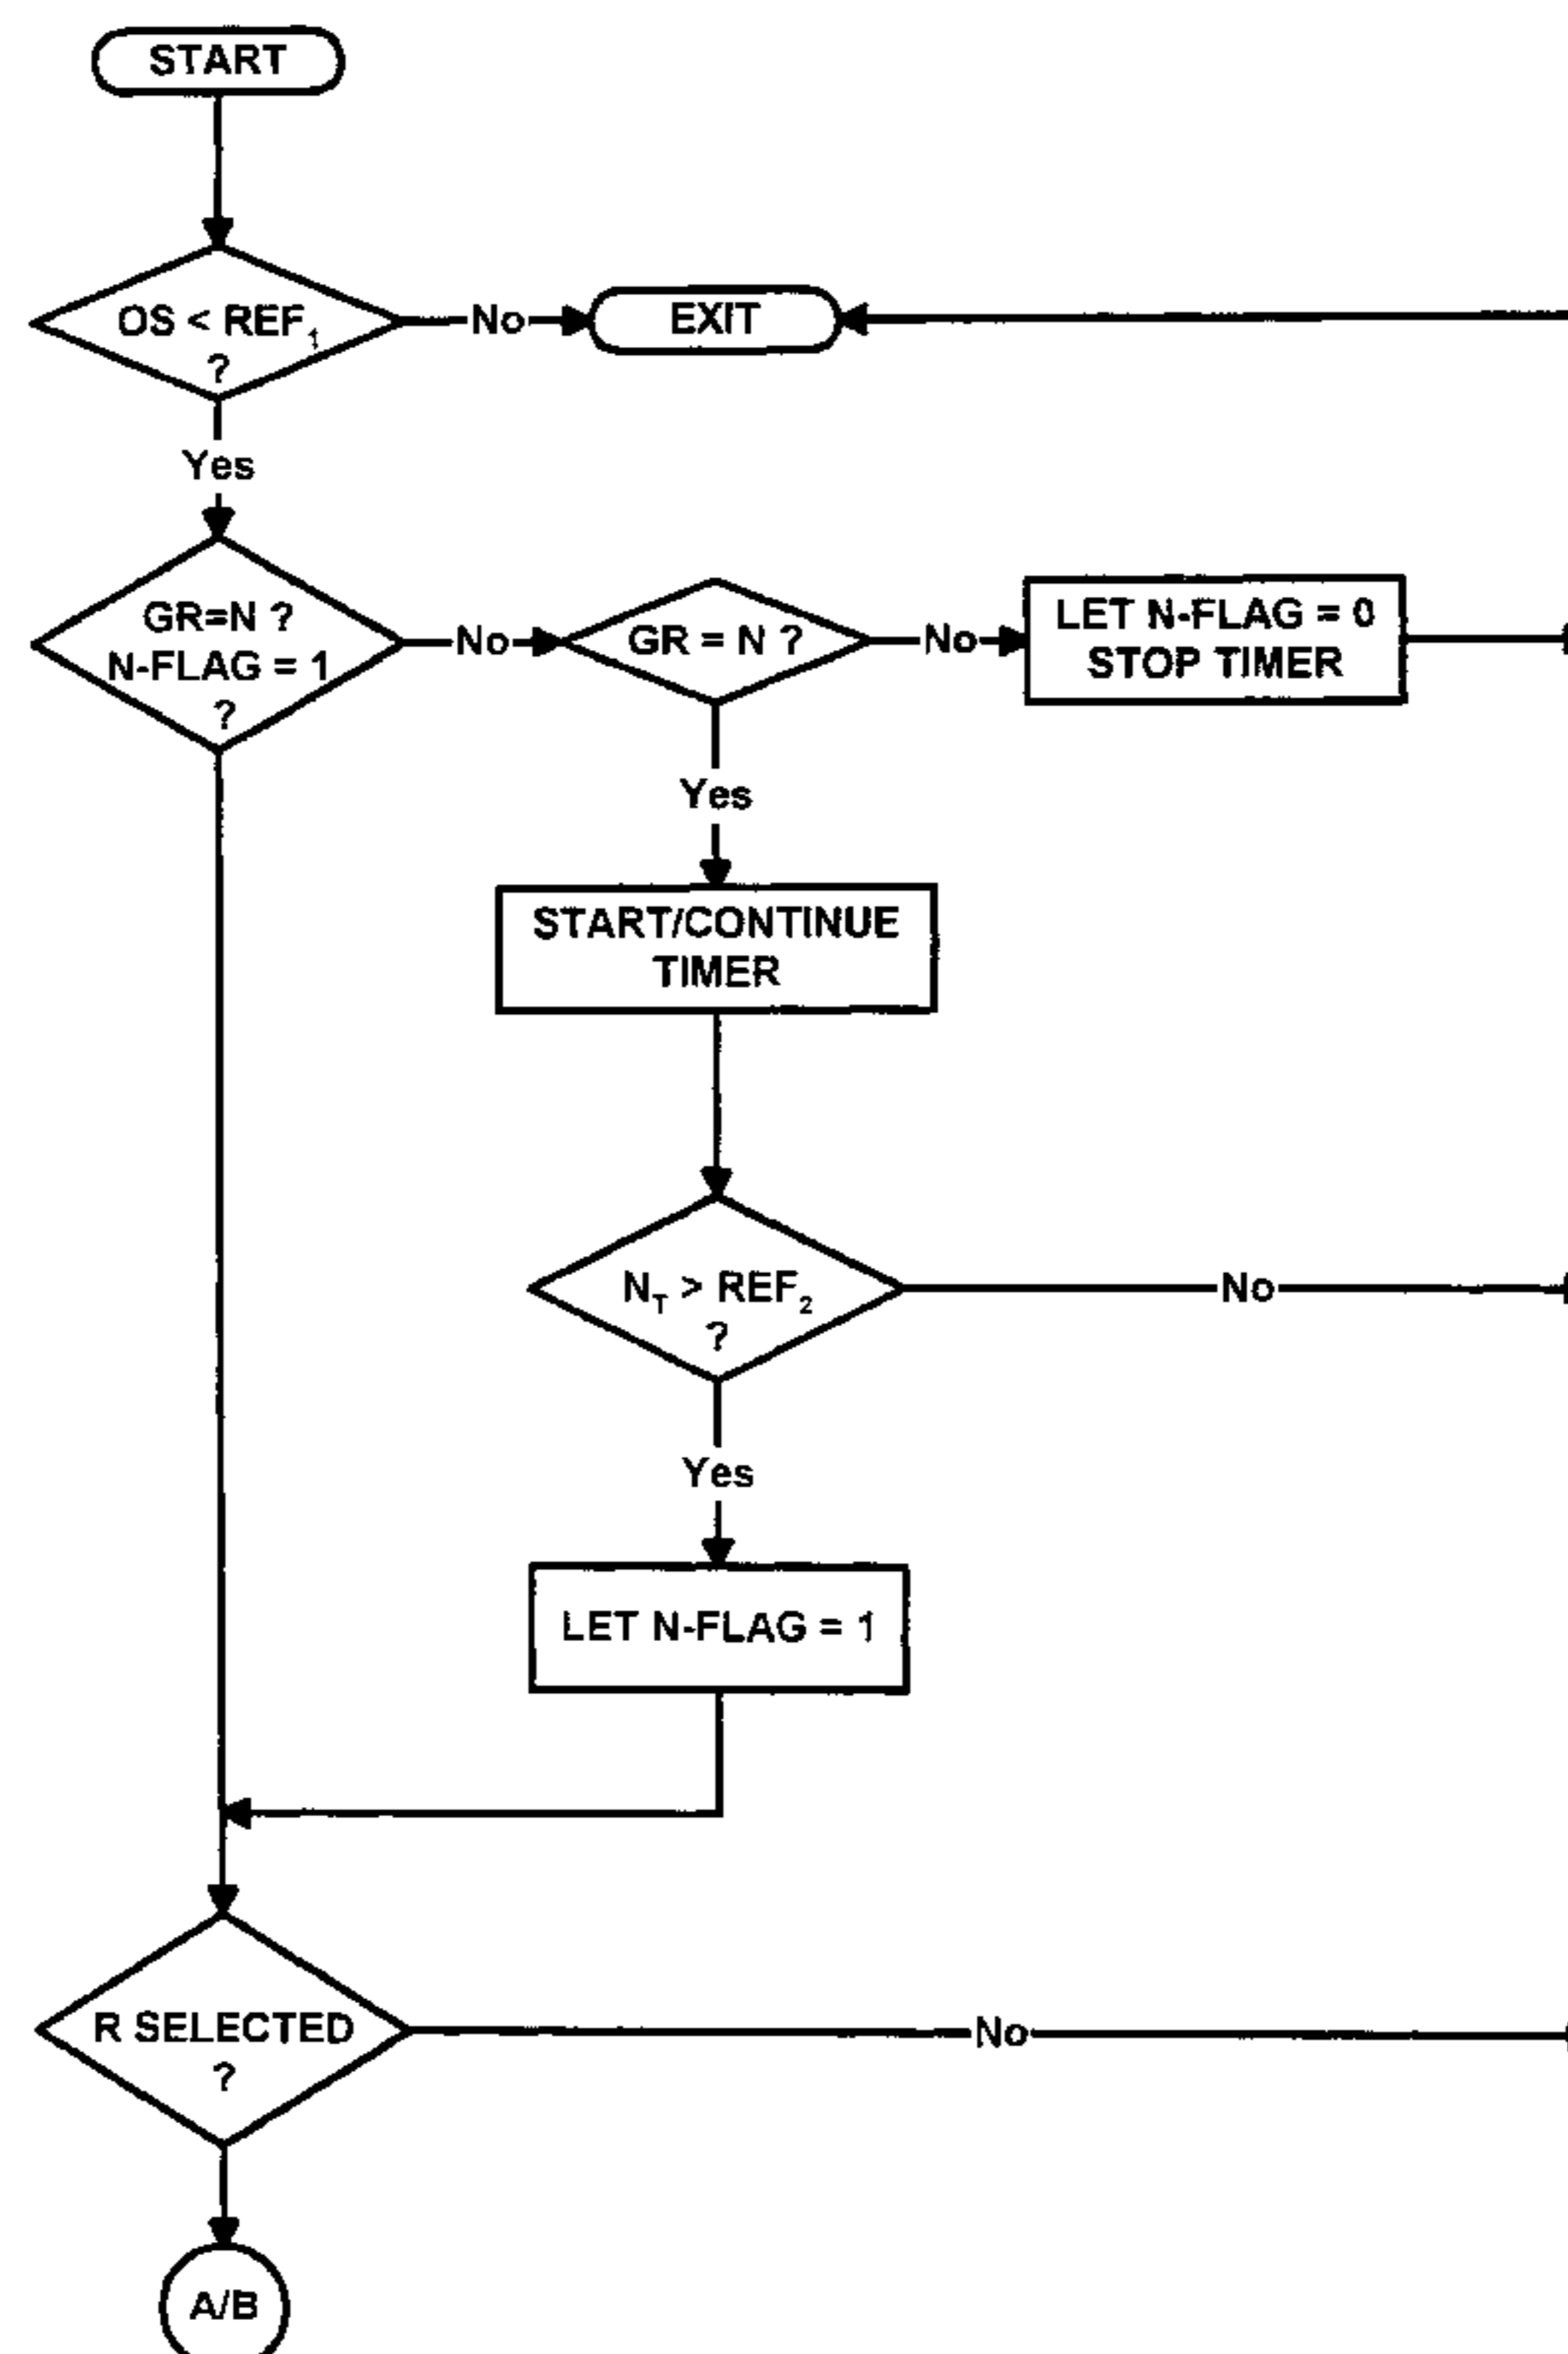 START
OS < REF₁
?
No
EXIT
Yes
GR=N ?
N-FLAG = 1
?
No
GR = N ?
No
LET N-FLAG = 0
STOP TIMER
Yes
START/CONTINUE
TIMER
N_T > REF₂
?
No
Yes
LET N-FLAG = 1
R SELECTED
?
No
A/B